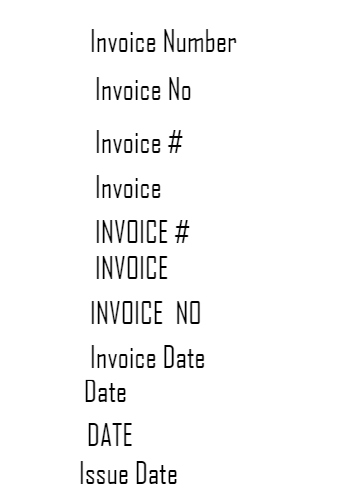 Invoice Number
Invoice No
Invoice #
Invoice
INVOICE #
INVOICE
INVOICE NO
Invoice Date
Date
DATE
Issue Date